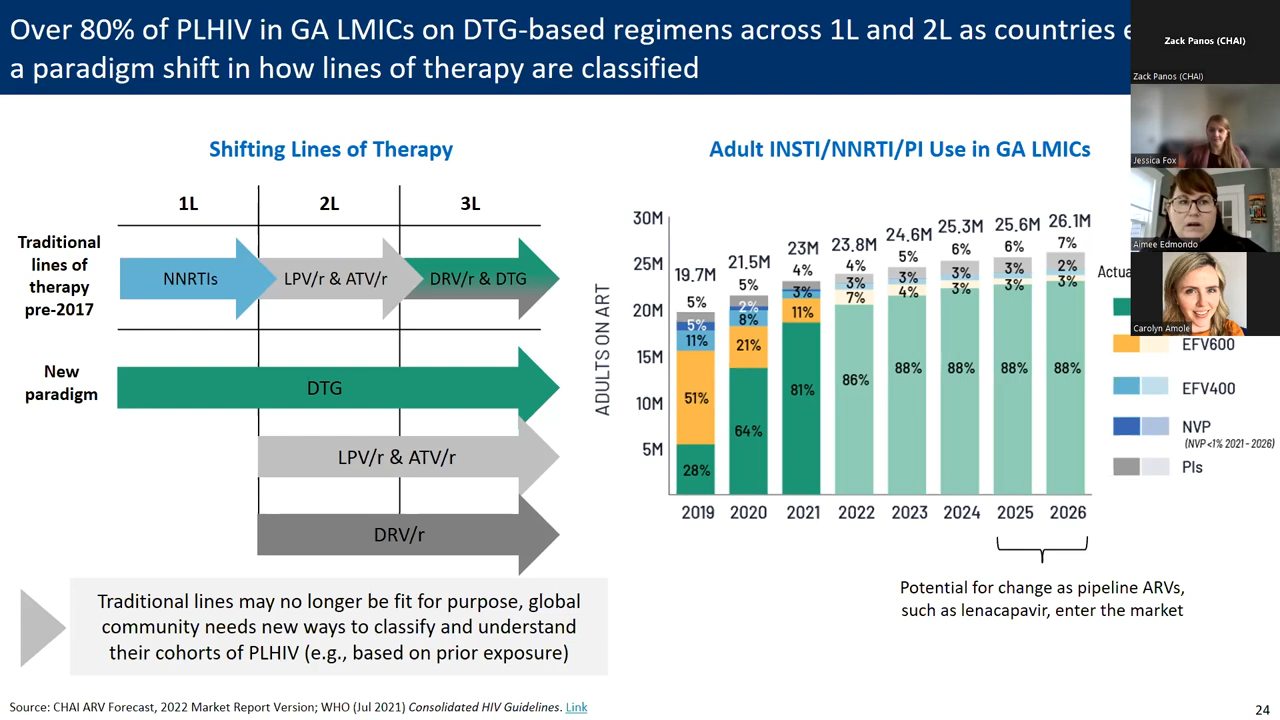 Over 80% of PLHIV in GA LMICs on DTG-based regimens across 1L and 2L as countries e
a paradigm shift in how lines of therapy are classified
Zack Panos (CHAI)
Zack Panos (CHAI)
Jessica Fox
Aimee Edmondo
Carolyn Amole
Shifting Lines of Therapy
1L 2L 3L
Traditional
lines of
therapy
pre-2017
NNRTIs LPV/r & ATV/r DRV/r & DTG
New
paradigm
DTG
LPV/r & ATV/r
DRV/r
Traditional lines may no longer be fit for purpose, global
community needs new ways to classify and understand
their cohorts of PLHIV (e.g., based on prior exposure)
Adult INSTI/NNRTI/PI Use in GA LMICs
ADULTS ON ART
30M
25M
20M
15M
10M
5M
19.7M
5%
5%
11%
51%
28%
2019
21.5M
5%
2%
8%
21%
64%
2020
23M
4%
3%
11%
81%
2021
23.8M
4%
3%
7%
86%
2022
24.6M
5%
3%
4%
88%
2023
25.3M
6%
3%
3%
88%
2024
25.6M
6%
3%
3%
88%
2025
26.1M
7%
2%
3%
88%
2026
Actua
EFV600
EFV400
NVP
(NVP <1% 2021 - 2026)
PIs
Potential for change as pipeline ARVs,
such as lenacapavir, enter the market
Source: CHAI ARV Forecast, 2022 Market Report Version; WHO (Jul 2021) Consolidated HIV Guidelines. Link
24